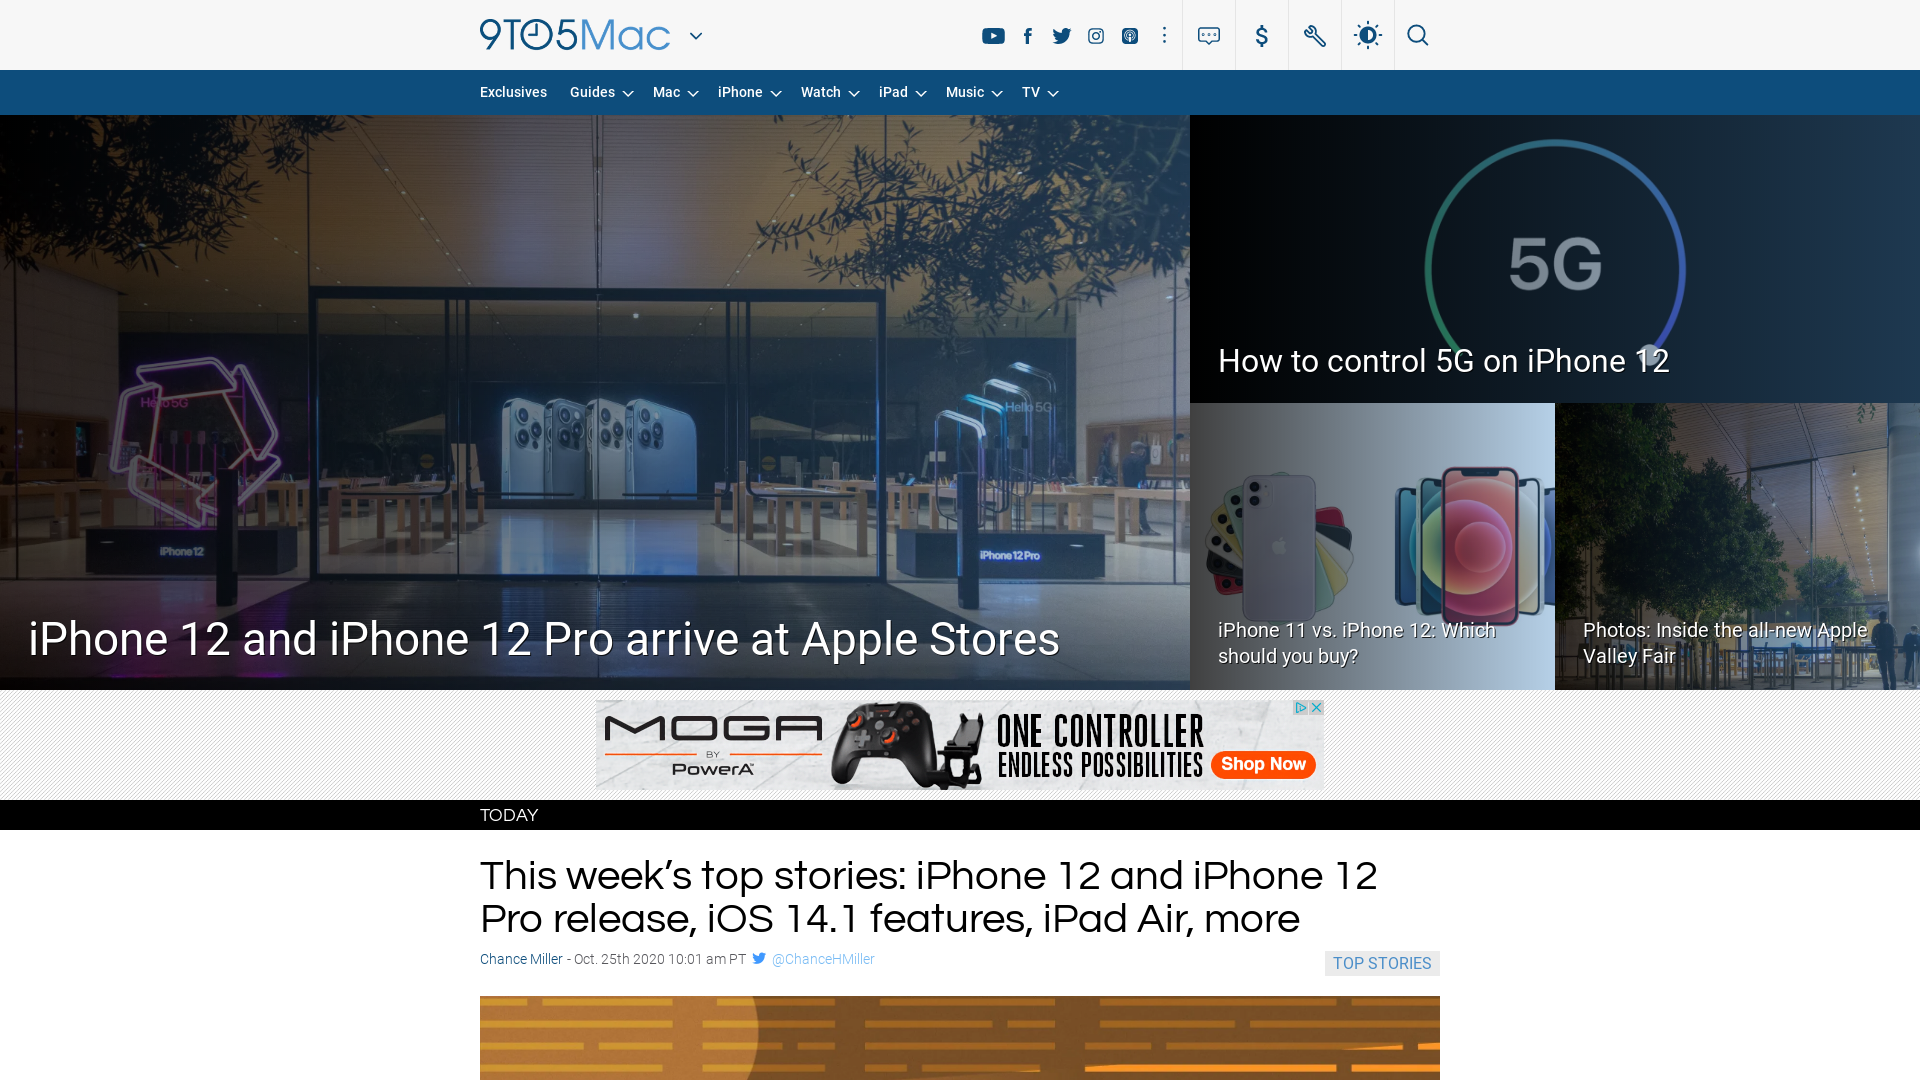 9TO5Mac
Exclusives Guides Mac iPhone Watch iPad Music TV
Hello 5G
Hello 5G
iPhone 12
iPhone 12 Pro
iPhone 12 and iPhone 12 Pro arrive at Apple Stores
5G
How to control 5G on iPhone 12
iPhone 11 vs. iPhone 12: Which
should you buy?
Photos: Inside the all-new Apple
Valley Fair
MOGA
BY
PowerA
ONE CONTROLLER
ENDLESS POSSIBILITIES
Shop Now
TODAY
This week’s top stories: iPhone 12 and iPhone 12
Pro release, iOS 14.1 features, iPad Air, more
Chance Miller - Oct. 25th 2020 10:01 am PT @ChanceHMiller
TOP STORIES